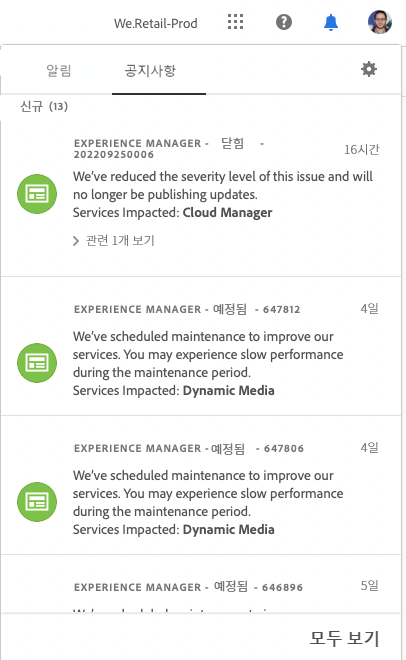 We.Retail-Prod
알림 공지사항
신규 (13)
EXPERIENCE MANAGER - 닫힘 -
202209250006
16시간
We've reduced the severity level of this issue and will
no longer be publishing updates.
Services Impacted: Cloud Manager
관련 1개 보기
EXPERIENCE MANAGER - 예정됨 - 647812
4일
We've scheduled maintenance to improve our
services. You may experience slow performance
during the maintenance period.
Services Impacted: Dynamic Media
EXPERIENCE MANAGER - 예정됨 - 647806
4일
We've scheduled maintenance to improve our
services. You may experience slow performance
during the maintenance period.
Services Impacted: Dynamic Media
EXPERIENCE MANAGER - 예정됨 - 646896
5일
모두 보기